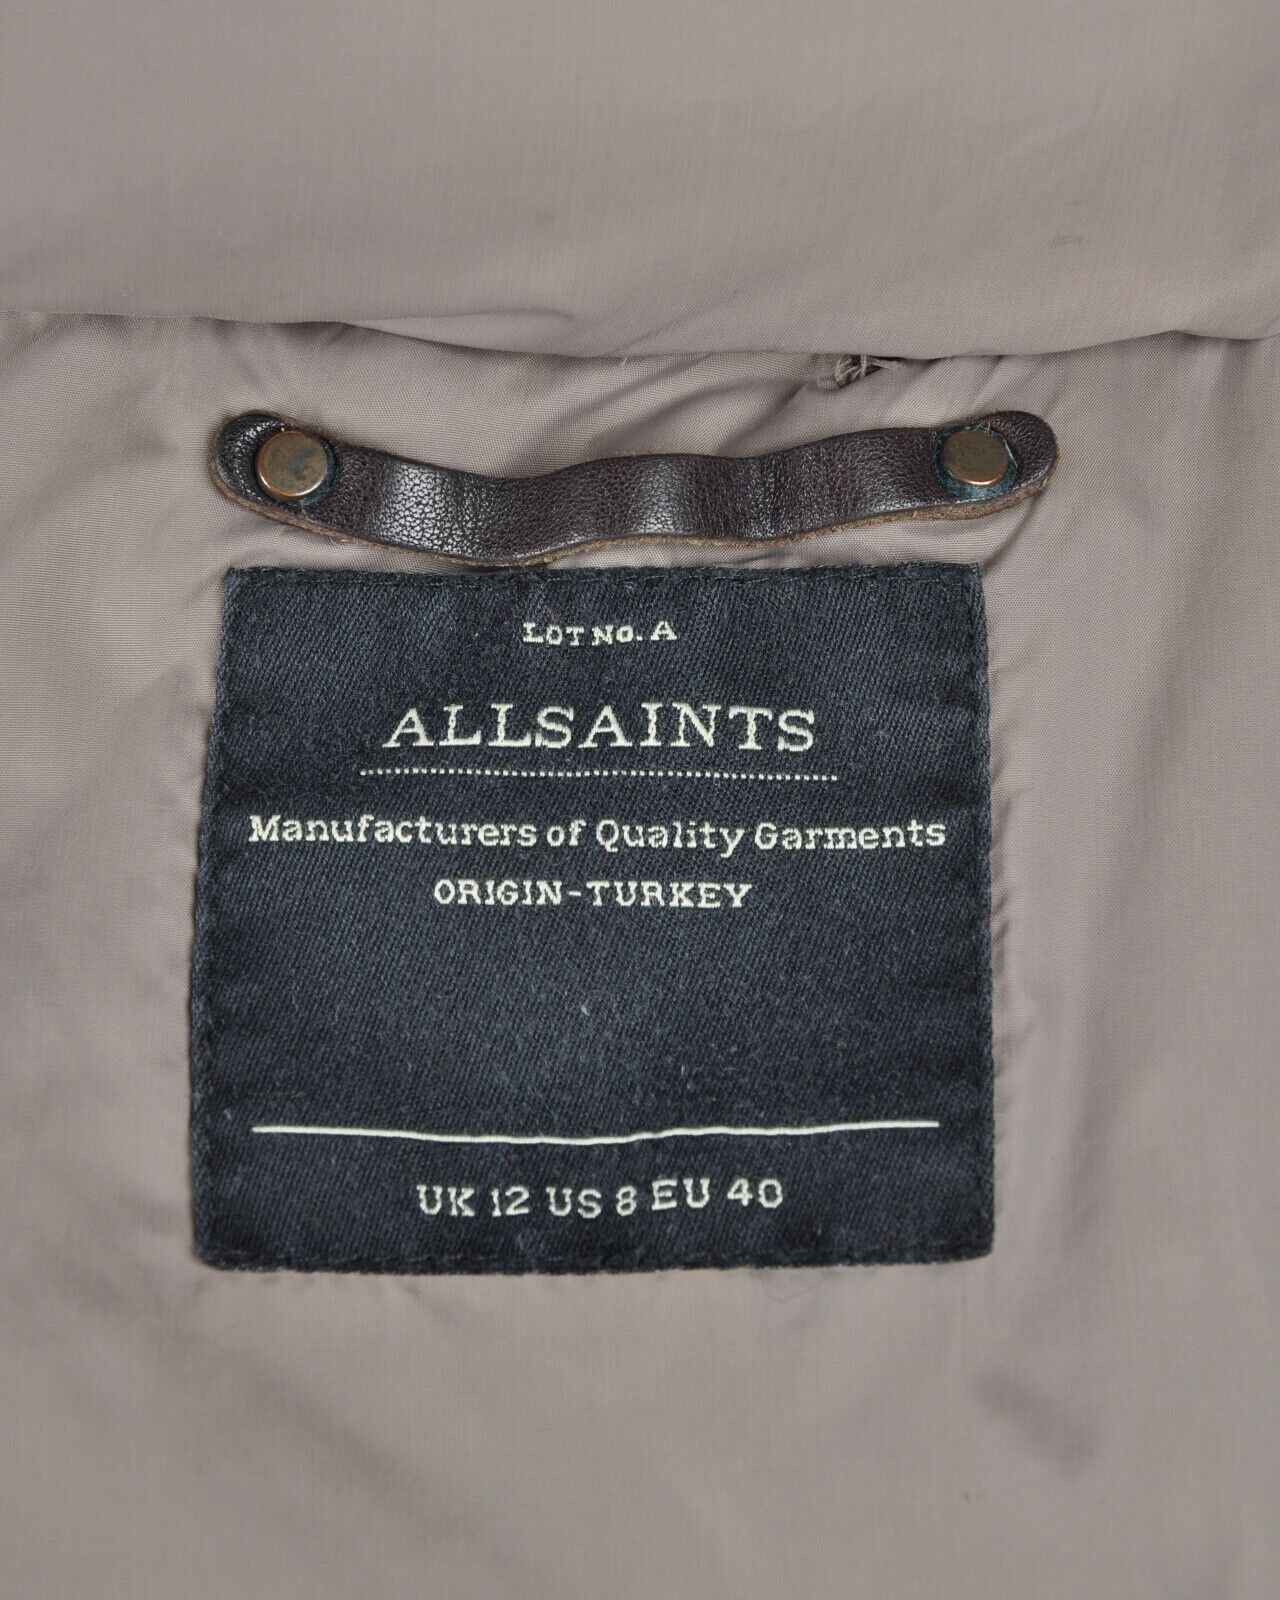 LOT NO. A
ALLSAINTS
Manufacturers of Quality Garments
ORIGIN-TURKEY
UK 12 US 8 EU 40